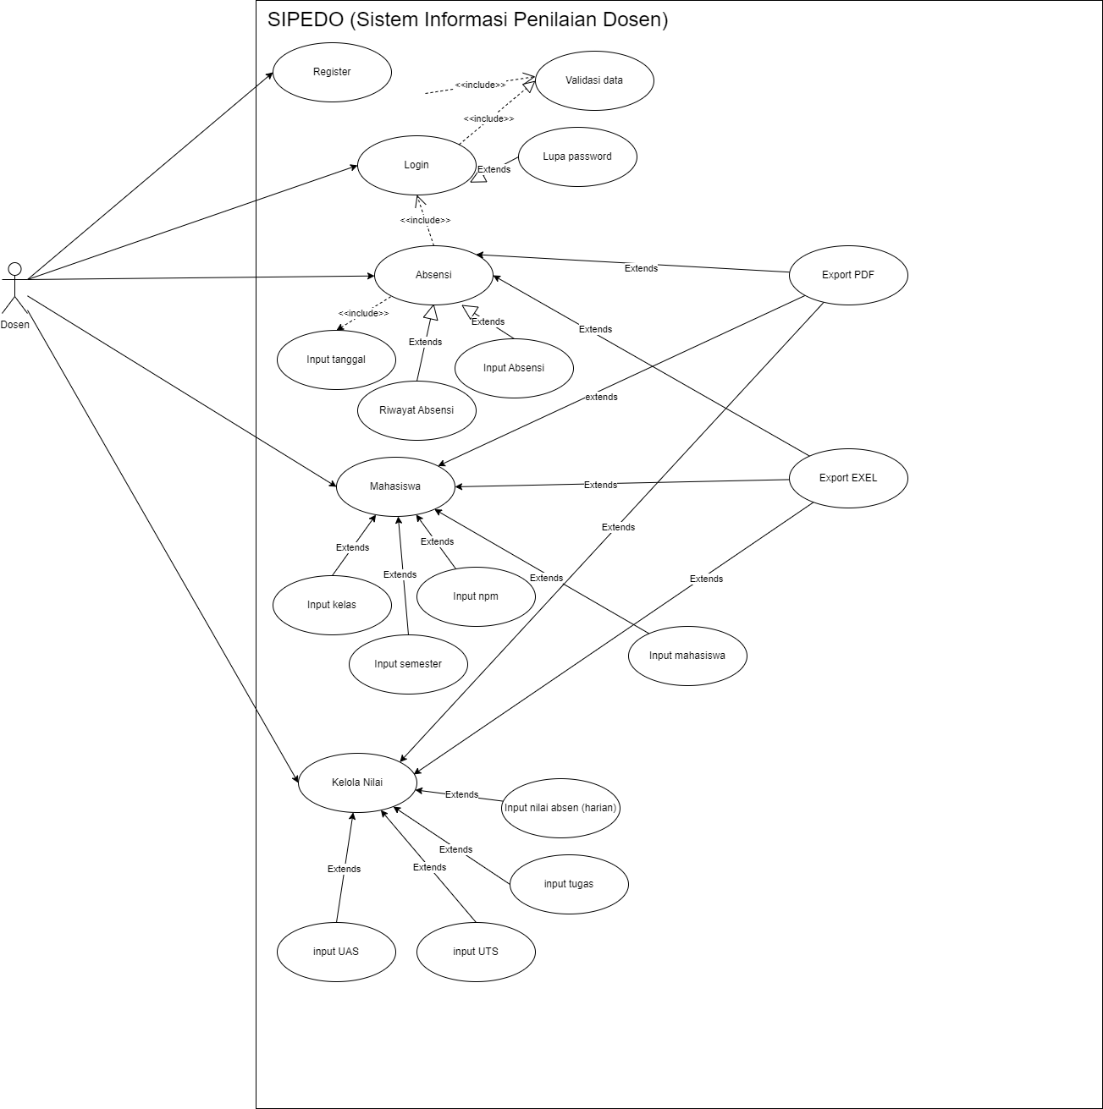 SIPEDO (Sistem Informasi Penilaian Dosen)
Register
Validasi data
<<include>>
<<include>>
Login
Lupa password
Extends
<<include>>
Dosen
Absensi
Export PDF
Extends
<<include>>
Extends
Extends
Extends
Input tanggal
Input Absensi
Riwayat Absensi
extends
Mahasiswa
Export EXEL
Extends
Extends
Extends
Extends
Extends
Extends
Extends
Input kelas
Input npm
Input semester
Input mahasiswa
Kelola Nilai
Extends
Input nilai absen (harian)
Extends
Extends
Extends
input tugas
input UAS
input UTS